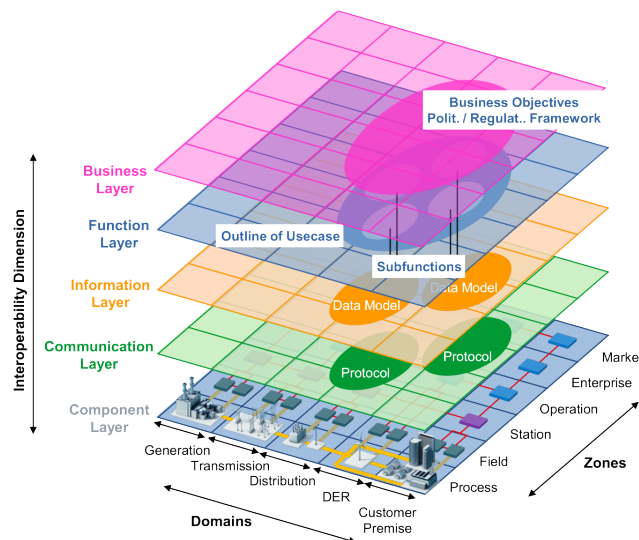 Business Objectives
Polit. / Regulat.. Framework
Business
Layer
Function
Layer
Outline of Usecase
Subfunctions
Information
Layer
Data Model
Data Model
Communication
Layer
Protocol
Protocol
Component
Layer
Interoperability Dimension
Marke
Enterprise
Operation
Station
Field
Process
Zones
Generation
Transmission
Distribution
DER
Customer
Premise
Domains